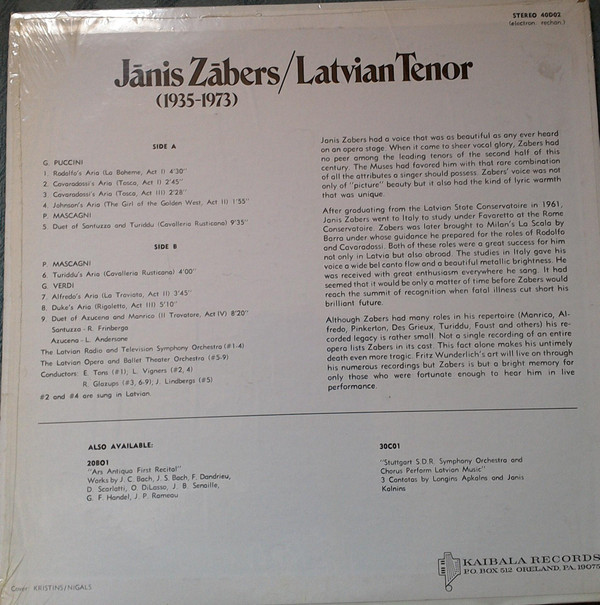 STEREO 40D02
(electron. rechan.)
Jānis Zābers/Latvian Tenor
(1935-1973)
SIDE A
G. PUCCINI
1. Rodolfo's Aria (La Boheme, Act I) 4'30"
2. Cavaradossi's Aria (Tosca, Act I) 2'45"
3. Cavaradossi's Aria (Tosca, Act III) 2'28"
4. Johnson's Aria (The Girl of the Golden West, Act I) 1'55"
P. MASCAGNI
5. Duet of Santuzza and Turiddu (Cavalleria Rusticana) 9'35"
SIDE B
P. MASCAGNI
6. Turiddu's Aria (Cavalleria Rusticana) 4'00"
G. VERDI
7. Alfredo's Aria (La Traviata, Act II) 3'45"
8. Duke's Aria (Rigoletto, Act III) 5'10"
9. Duet of Azucena and Manrico (Il Trovatore, Act IV) 8'20"
Santuzza - R. Frinberga
Azucena - L. Andersone
The Latvian Radio and Television Symphony Orchestra (#1-4)
The Latvian Opera and Ballet Theater Orchestra (#5-9)
Conductors: E. Tons (#1); L. Vigners (#2, 4)
R. Glazups (#3, 6-9); J. Lindbergs (#5)
#2 and #4 are sung in Latvian.
Janis Zabers had a voice that was as beautiful as any ever heard
on an opera stage. When it came to sheer vocal glory, Zabers had
no peer among the leading tenors of the second half of this
century. The Muses had favored him with that rare combination
of all the attributes a singer should possess. Zabers' voice was not
only of "picture" beauty but it also had the kind of lyric warmth
that was unique.
After graduating from the Latvian State Conservatoire in 1961,
Janis Zabers went to Italy to study under Favaretto at the Rome
Conservatoire. Zabers was later brought to Milan's La Scala by
Barra under whose guidance he prepared for the roles of Rodolfo
and Cavaradossi. Both of these roles were a great success for him
not only in Latvia but also abroad. The studies in Italy gave his
voice a wide bel canto flow and a beautiful metallic brightness. He
was received with great enthusiasm everywhere he sang. It had
seemed that it would be only a matter of time before Zabers would
reach the summit of recognition when fatal illness cut short his
brilliant future.
Although Zabers had many roles in his repertoire (Manrico, Al-
fredo, Pinkerton, Des Grieux, Turiddu, Faust and others) his re-
corded legacy is rather small. Not a single recording of an entire
opera lists Zabers in its cast. This fact alone makes his untimely
death even more tragic. Fritz Wunderlich's art will live on through
his numerous recordings but Zabers is but a bright memory for
only those who were fortunate enough to hear him in live
performance.
ALSO AVAILABLE:
20B01
"Ars Antiqua First Recital"
Works by J. C. Bach, J. S. Bach, F. Dandrieu,
D. Scarlatti, O. DiLasso, J. B. Senaille,
G. F. Handel, J. P. Rameau
30C01
"Stuttgart S.D.R. Symphony Orchestra and
Chorus Perform Latvian Music"
3 Cantatas by Longins Apkalns and Janis
Kalnins
KAIBALA RECORDS
P.O. BOX 512 ORELAND, PA. 19075
Cover: KRISTINS/NIGALS